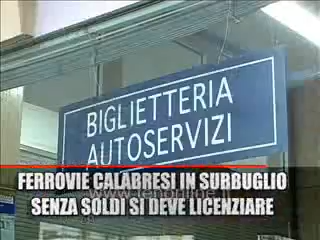 BIGLIETTERIA
AUTOSERVIZI
FERROVIE CALABRESI IN SUBBUGLIO
SENZA SOLDI SI DEVE LICENZIARE